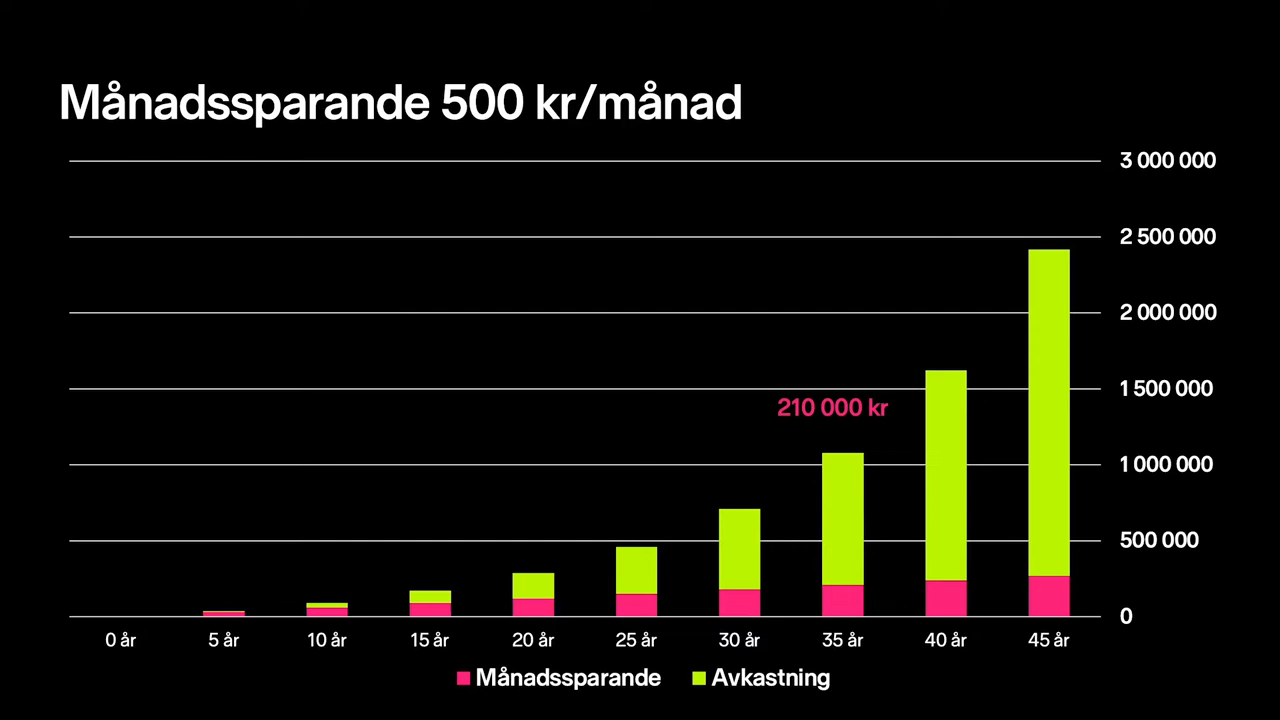 Månadssparande 500 kr/månad
3 000 000
2 500 000
2 000 000
1 500 000
210 000 kr
1 000 000
500 000
0
0 år 5 år 10 år 15 år 20 år 25 år 30 år 35 år 40 år 45 år
Månadssparande Avkastning